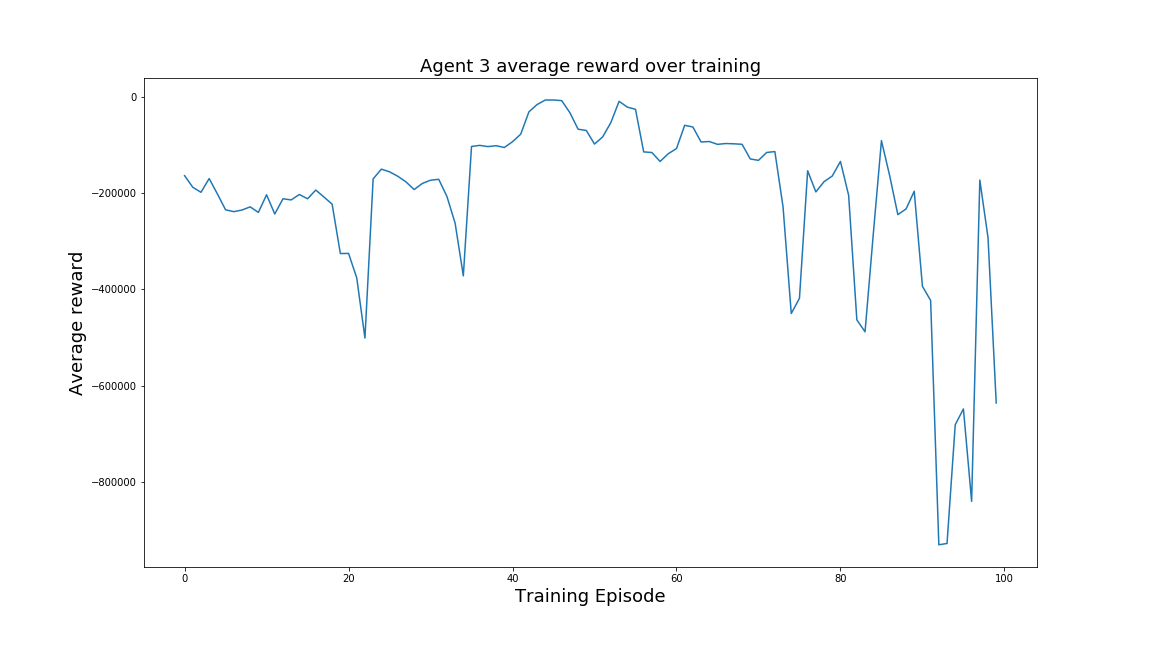 Agent 3 average reward over training
0
−200000
−400000
−600000
−800000
Average reward
0 20 40 60 80 100
Training Episode